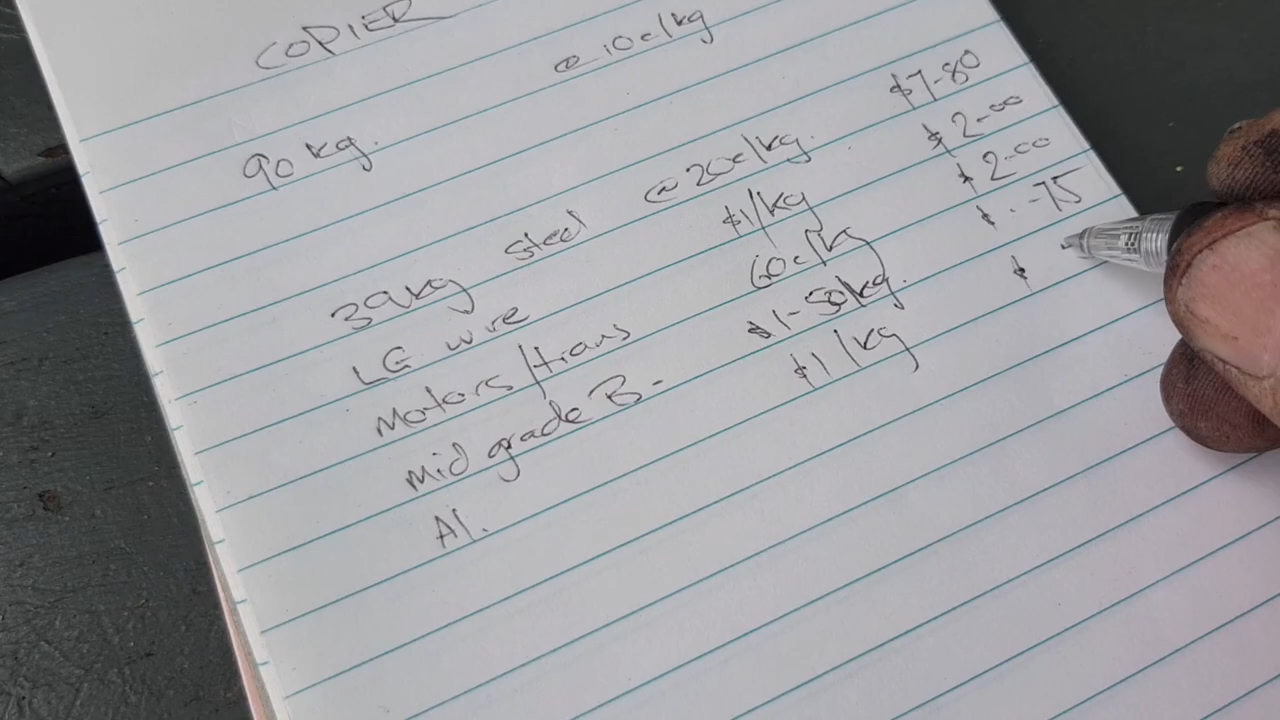 COPIER
90 kg. @ 10c/kg
39kg steel @ 20c/kg. $7-80
LG wire $1/kg $2-00
Motors/trans 60c/kg $2-00
mid grade B- $1-50/kg. $.-75
Al. $1/kg $